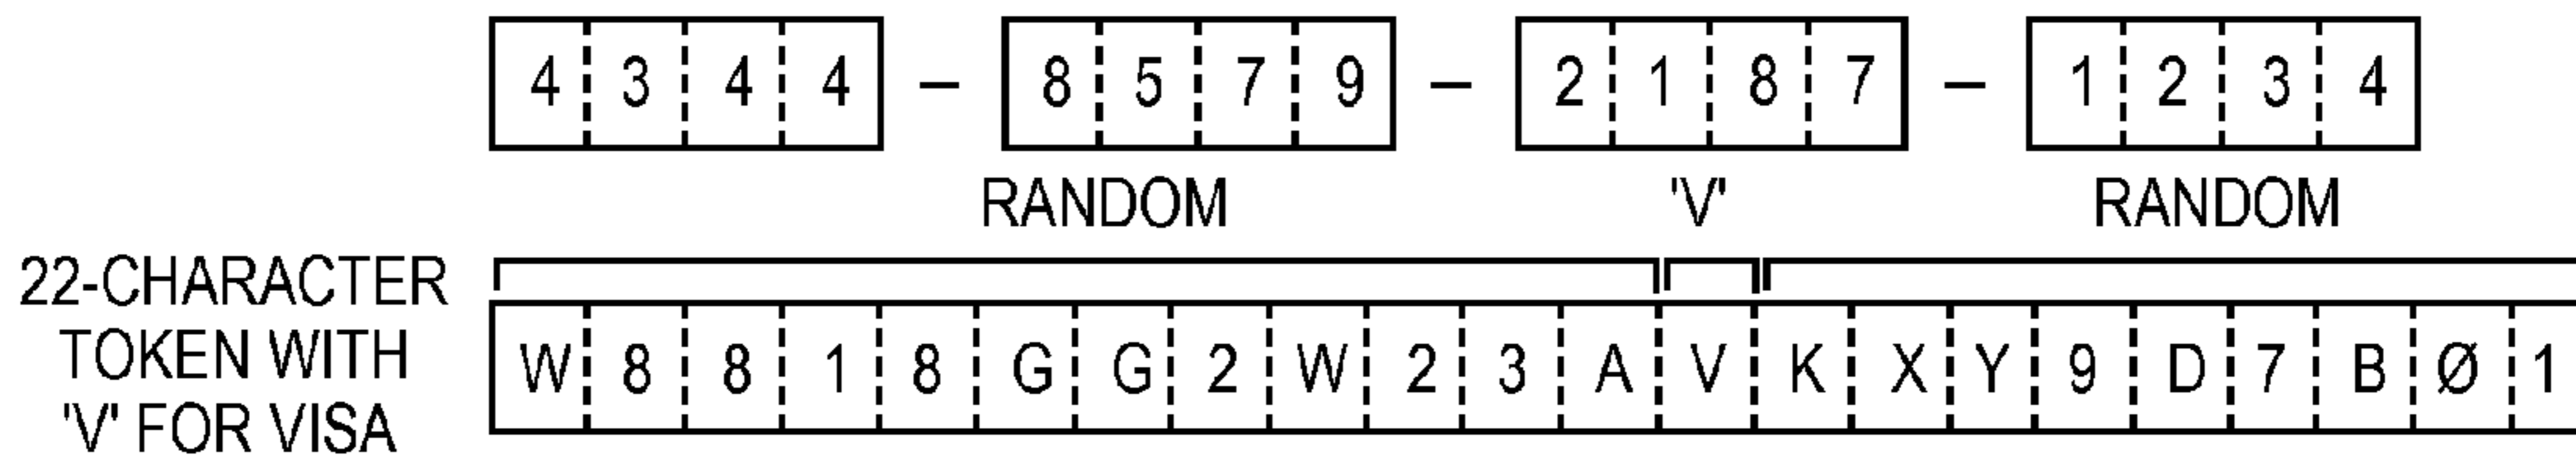 4 3 4 4 – 8 5 7 9 – 2 1 8 7 – 1 2 3 4
RANDOM 'V' RANDOM
22-CHARACTER
TOKEN WITH
'V' FOR VISA
W 8 8 1 8 G G 2 W 2 3 A V K X Y 9 D 7 B Ø 1